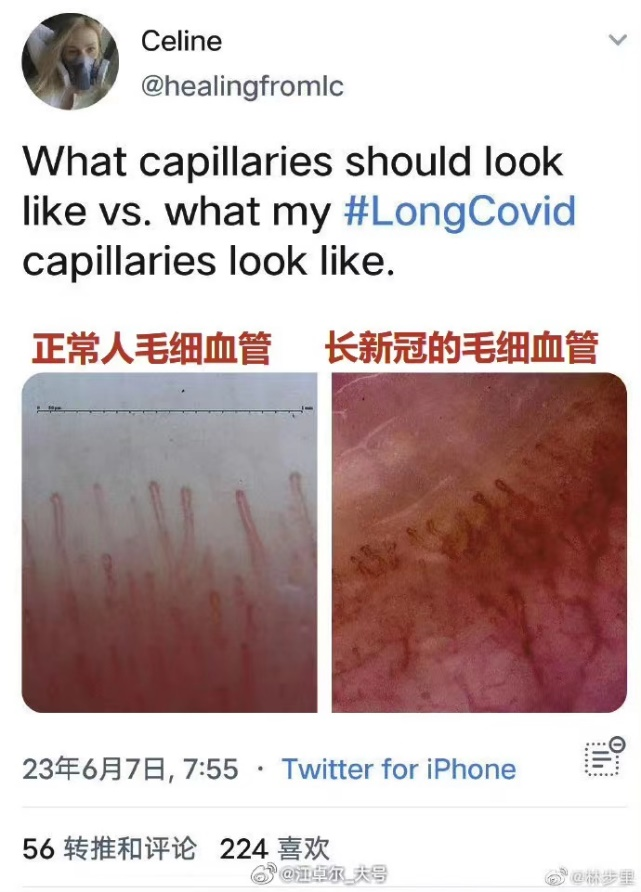 Celine
@healingfromlc
What capillaries should look
like vs. what my #LongCovid
capillaries look like.
正常人毛细血管 长新冠的毛细血管
23年6月7日, 7:55 · Twitter for iPhone
56 转推和评论 224 喜欢
@汪卓尔_大号
@林步里